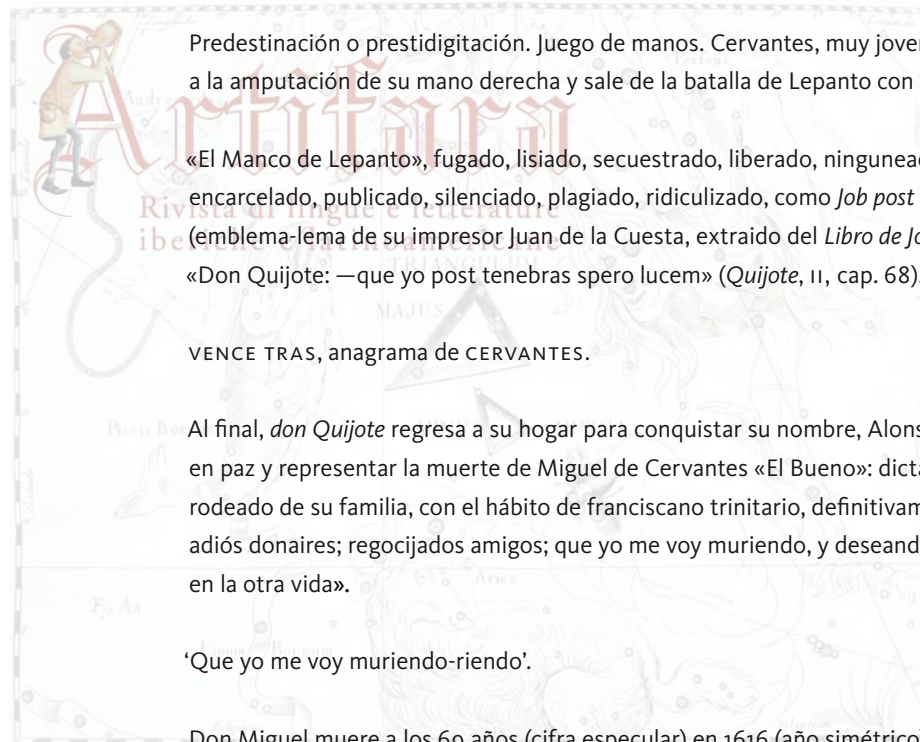 Predestinación o prestidigitación. Juego de manos. Cervantes, muy
a la amputación de su mano derecha y sale de la batalla de Lepanto con
«El Manco de Lepanto», fugado, lisiado, secuestrado, liberado,
encarcelado, publicado, silenciado, plagiado, ridiculizado, como Job post
(emblema-lema de su impresor Juan de la Cuesta, extraido del Libro de
«Don Quijote: —que yo post tenebras spero lucem» (Quijote, II, cap. 68)
VENCE TRAS, anagrama de CERVANTES.
Al final, don Quijote regresa a su hogar para conquistar su nombre,
en paz y representar la muerte de Miguel de Cervantes «El Bueno»:
rodeado de su familia, con el hábito de franciscano trinitario,
adiós donaires; regocijados amigos; que yo me voy muriendo, y
en la otra vida».
‘Que yo me voy muriendo-riendo’.
Don Miguel muere a los 69 años (cifra especular) en 1616 (año simétrico
Artifara
Rivista di lingue e letterature
iberiche e latinoamericane
TRIANGULUM
MAJUS
Aries